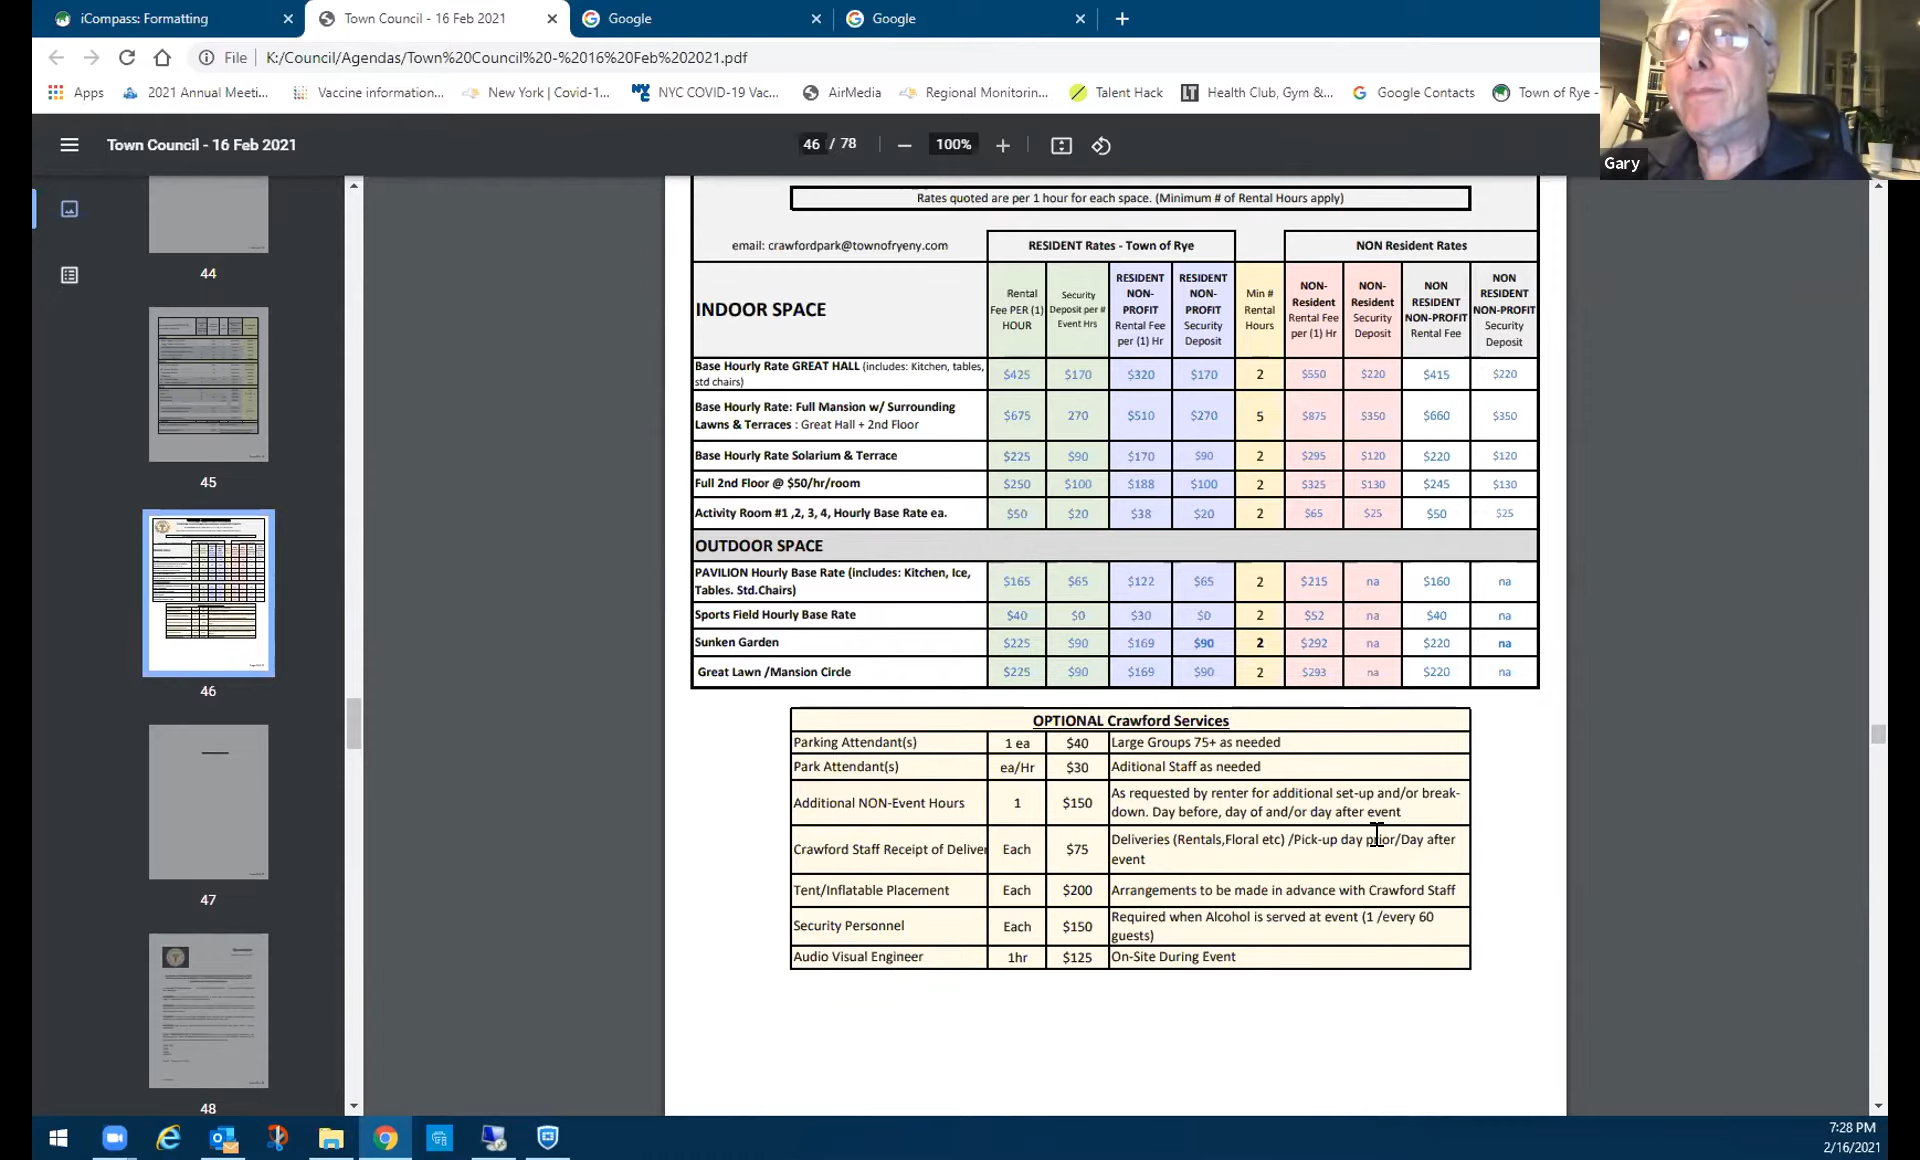 iCompass: Formatting
Town Council - 16 Feb 2021
Google
Google
File
K:/Council/Agendas/Town%20Council%20-%2016%20Feb%202021.pdf
Apps
2021 Annual Meeti...
Vaccine information...
New York | Covid-1...
NYC COVID-19 Vac...
AirMedia
Regional Monitorin...
Talent Hack
LT Health Club, Gym &...
Google Contacts
Town of Rye -
Gary
Town Council - 16 Feb 2021
46 / 78
100%
44
45
46
47
48
Rates quoted are per 1 hour for each space. (Minimum # of Rental Hours apply)
email: crawfordpark@townofryeny.com
RESIDENT Rates - Town of Rye
NON Resident Rates
INDOOR SPACE
Rental
Fee PER (1)
HOUR
Security
Deposit per #
Event Hrs
RESIDENT
NON-
PROFIT
Rental Fee
per (1) Hr
RESIDENT
NON-
PROFIT
Security
Deposit
Min #
Rental
Hours
NON-
Resident
Rental Fee
per (1) Hr
NON-
Resident
Security
Deposit
NON
RESIDENT
NON-PROFIT
Rental Fee
NON
RESIDENT
NON-PROFIT
Security
Deposit
Base Hourly Rate GREAT HALL (includes: Kitchen, tables,
std chairs)
$425 $170 $320 $170 2 $550 $220 $415 $220
Base Hourly Rate: Full Mansion w/ Surrounding
Lawns & Terraces : Great Hall + 2nd Floor
$675 270 $510 $270 5 $875 $350 $660 $350
Base Hourly Rate Solarium & Terrace $225 $90 $170 $90 2 $295 $120 $220 $120
Full 2nd Floor @ $50/hr/room $250 $100 $188 $100 2 $325 $130 $245 $130
Activity Room #1 ,2, 3, 4, Hourly Base Rate ea. $50 $20 $38 $20 2 $65 $25 $50 $25
OUTDOOR SPACE
PAVILION Hourly Base Rate (includes: Kitchen, Ice,
Tables. Std.Chairs)
$165 $65 $122 $65 2 $215 na $160 na
Sports Field Hourly Base Rate $40 $0 $30 $0 2 $52 na $40 na
Sunken Garden $225 $90 $169 $90 2 $292 na $220 na
Great Lawn /Mansion Circle $225 $90 $169 $90 2 $293 na $220 na
OPTIONAL Crawford Services
Parking Attendant(s) 1 ea $40 Large Groups 75+ as needed
Park Attendant(s) ea/Hr $30 Aditional Staff as needed
Additional NON-Event Hours 1 $150 As requested by renter for additional set-up and/or break-
down. Day before, day of and/or day after event
Crawford Staff Receipt of Deliver Each $75 Deliveries (Rentals,Floral etc) /Pick-up day prior/Day after
event
Tent/Inflatable Placement Each $200 Arrangements to be made in advance with Crawford Staff
Security Personnel Each $150 Required when Alcohol is served at event (1 /every 60
guests)
Audio Visual Engineer 1hr $125 On-Site During Event
7:28 PM
2/16/2021